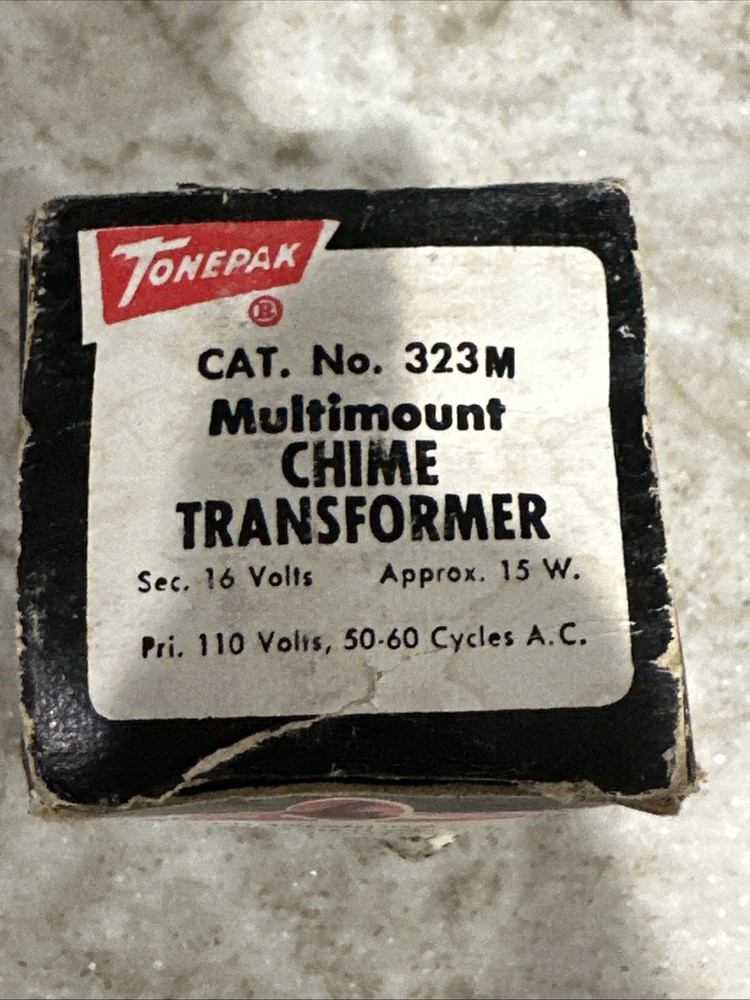 TONEPAK
®
CAT. No. 323M
Multimount
CHIME
TRANSFORMER
Sec. 16 Volts Approx. 15 W.
Pri. 110 Volts, 50-60 Cycles A.C.